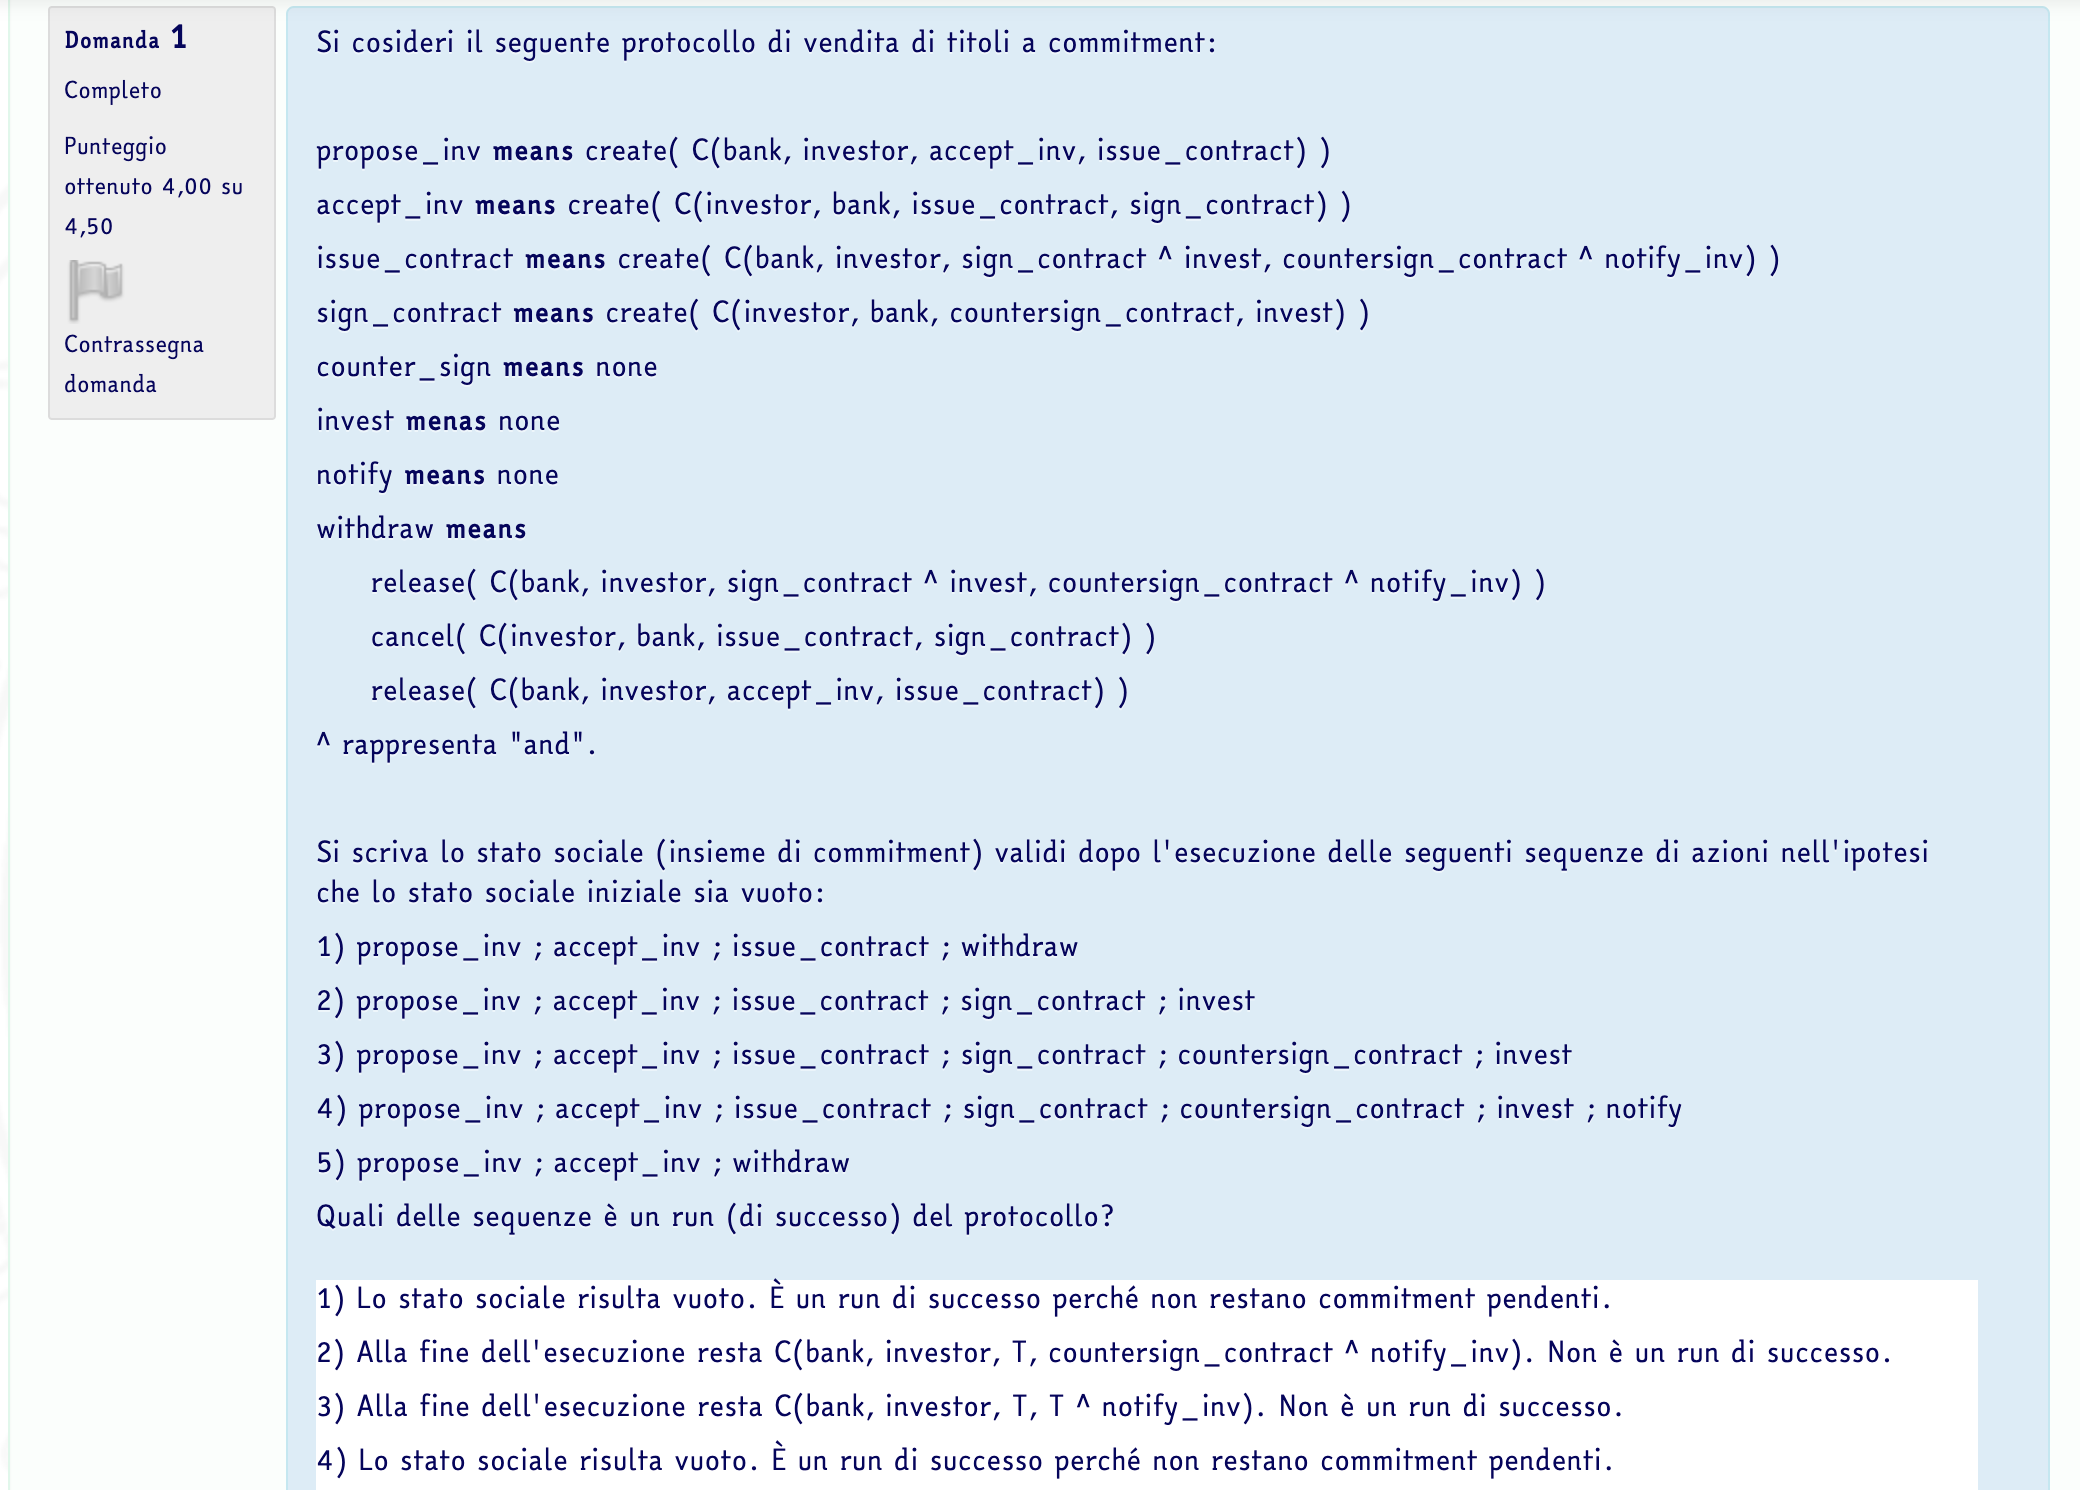 Domanda 1
Completo
Punteggio
ottenuto 4,00 su
4,50
Contrassegna
domanda
Si cosideri il seguente protocollo di vendita di titoli a commitment:
propose_inv means create( C(bank, investor, accept_inv, issue_contract) )
accept_inv means create( C(investor, bank, issue_contract, sign_contract) )
issue_contract means create( C(bank, investor, sign_contract ^ invest, countersign_contract ^ notify_inv) )
sign_contract means create( C(investor, bank, countersign_contract, invest) )
counter_sign means none
invest menas none
notify means none
withdraw means
release( C(bank, investor, sign_contract ^ invest, countersign_contract ^ notify_inv) )
cancel( C(investor, bank, issue_contract, sign_contract) )
release( C(bank, investor, accept_inv, issue_contract) )
^ rappresenta "and".
Si scriva lo stato sociale (insieme di commitment) validi dopo l'esecuzione delle seguenti sequenze di azioni nell'ipotesi
che lo stato sociale iniziale sia vuoto:
1) propose_inv ; accept_inv ; issue_contract ; withdraw
2) propose_inv ; accept_inv ; issue_contract ; sign_contract ; invest
3) propose_inv ; accept_inv ; issue_contract ; sign_contract ; countersign_contract ; invest
4) propose_inv ; accept_inv ; issue_contract ; sign_contract ; countersign_contract ; invest ; notify
5) propose_inv ; accept_inv ; withdraw
Quali delle sequenze è un run (di successo) del protocollo?
1) Lo stato sociale risulta vuoto. È un run di successo perché non restano commitment pendenti.
2) Alla fine dell'esecuzione resta C(bank, investor, T, countersign_contract ^ notify_inv). Non è un run di successo.
3) Alla fine dell'esecuzione resta C(bank, investor, T, T ^ notify_inv). Non è un run di successo.
4) Lo stato sociale risulta vuoto. È un run di successo perché non restano commitment pendenti.